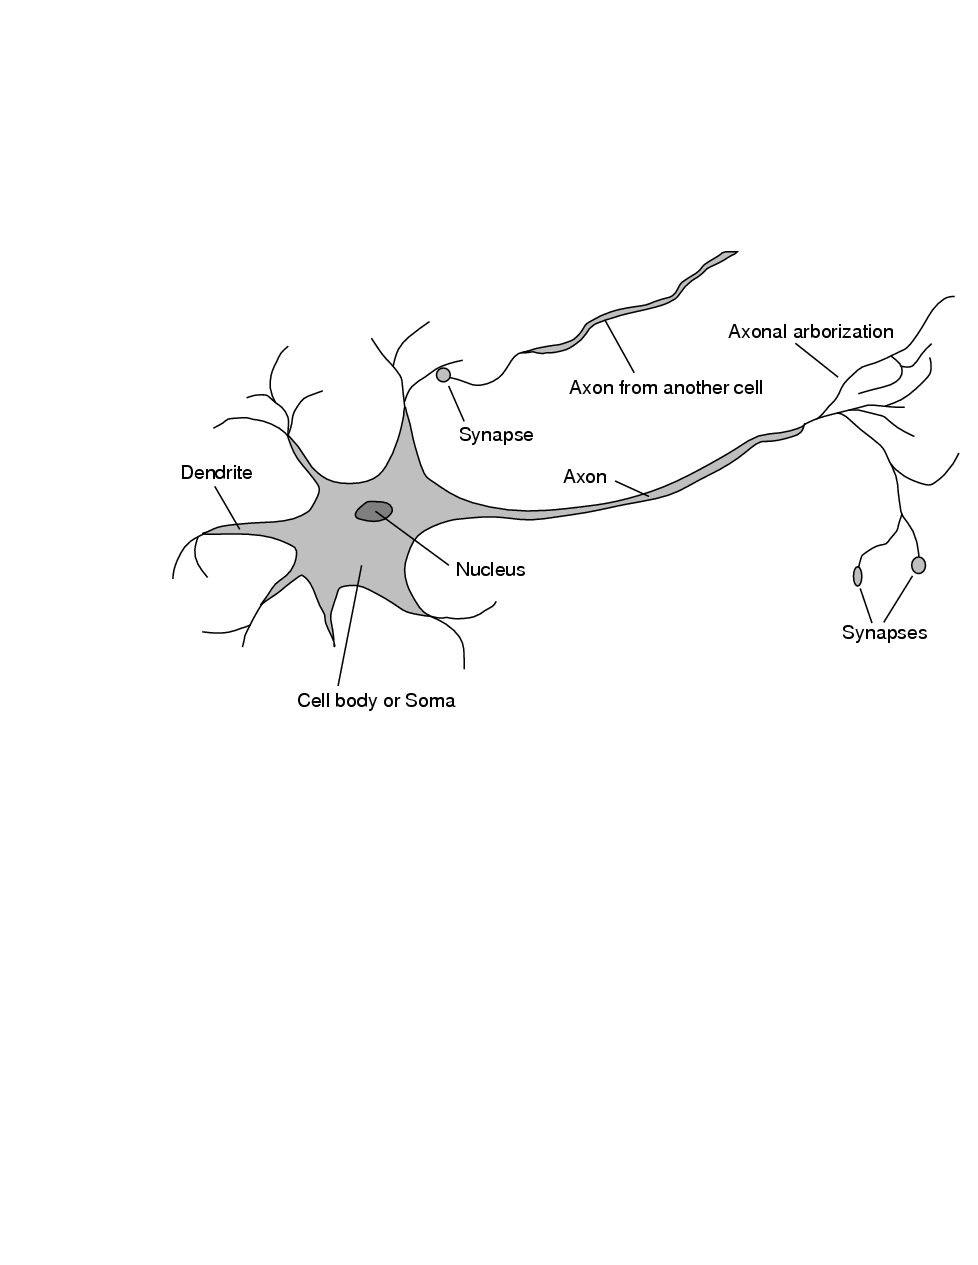 Axonal arborization
Axon from another cell
Synapse
Dendrite
Axon
Nucleus
Synapses
Cell body or Soma